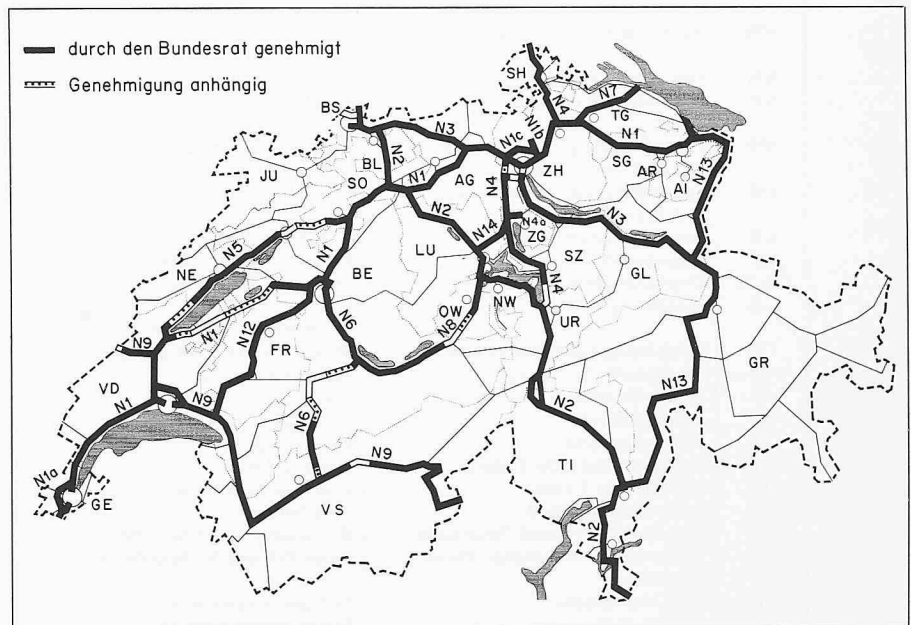 durch den Bundesrat genehmigt
Genehmigung anhängig
SH
N4
N7
TG
BS
N3
N1c
N1b
N1
BL
N2
ZH
SG
AR
AI
N13
JU
SO
N1
AG
N4
N3
N2
N4a
ZG
N5
N1
LU
N14
SZ
NE
BE
GL
N4
OW
NW
N1
N12
N6
N8
UR
N9
FR
GR
VD
N13
N1
N9
N6
N2
N9
TI
N1a
GE
VS
N2